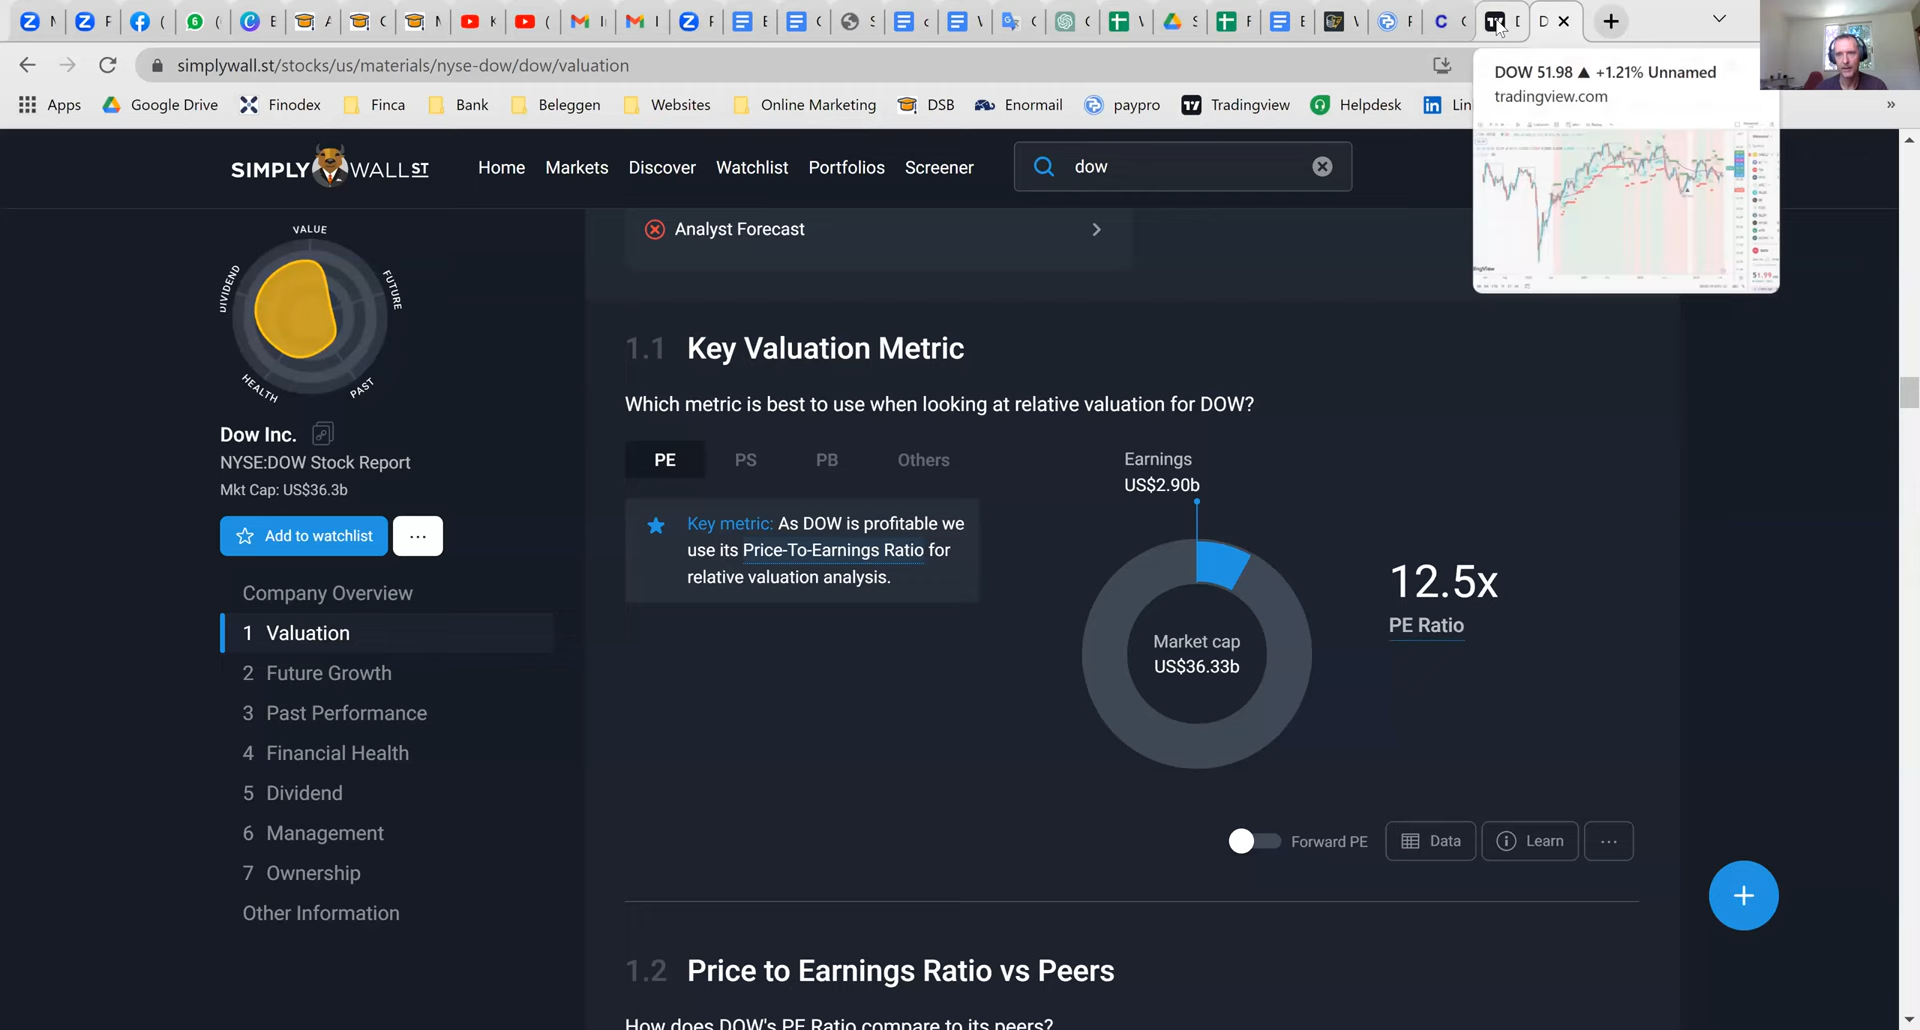 simplywall.st/stocks/us/materials/nyse-dow/dow/valuation
Apps
Google Drive
Finodex
Finca
Bank
Beleggen
Websites
Online Marketing
DSB
Enormail
paypro
Tradingview
Helpdesk
DOW 51.98 ▲ +1.21% Unnamed
tradingview.com
SIMPLY WALL ST
Home
Markets
Discover
Watchlist
Portfolios
Screener
dow
VALUE
FUTURE
PAST
HEALTH
DIVIDEND
Dow Inc.
NYSE:DOW Stock Report
Mkt Cap: US$36.3b
Add to watchlist
...
Company Overview
1 Valuation
2 Future Growth
3 Past Performance
4 Financial Health
5 Dividend
6 Management
7 Ownership
Other Information
Analyst Forecast
1.1 Key Valuation Metric
Which metric is best to use when looking at relative valuation for DOW?
PE
PS
PB
Others
Key metric: As DOW is profitable we
use its Price-To-Earnings Ratio for
relative valuation analysis.
Earnings
US$2.90b
Market cap
US$36.33b
12.5x
PE Ratio
Forward PE
Data
Learn
...
1.2 Price to Earnings Ratio vs Peers
How does DOW's PE Ratio compare to its peers?